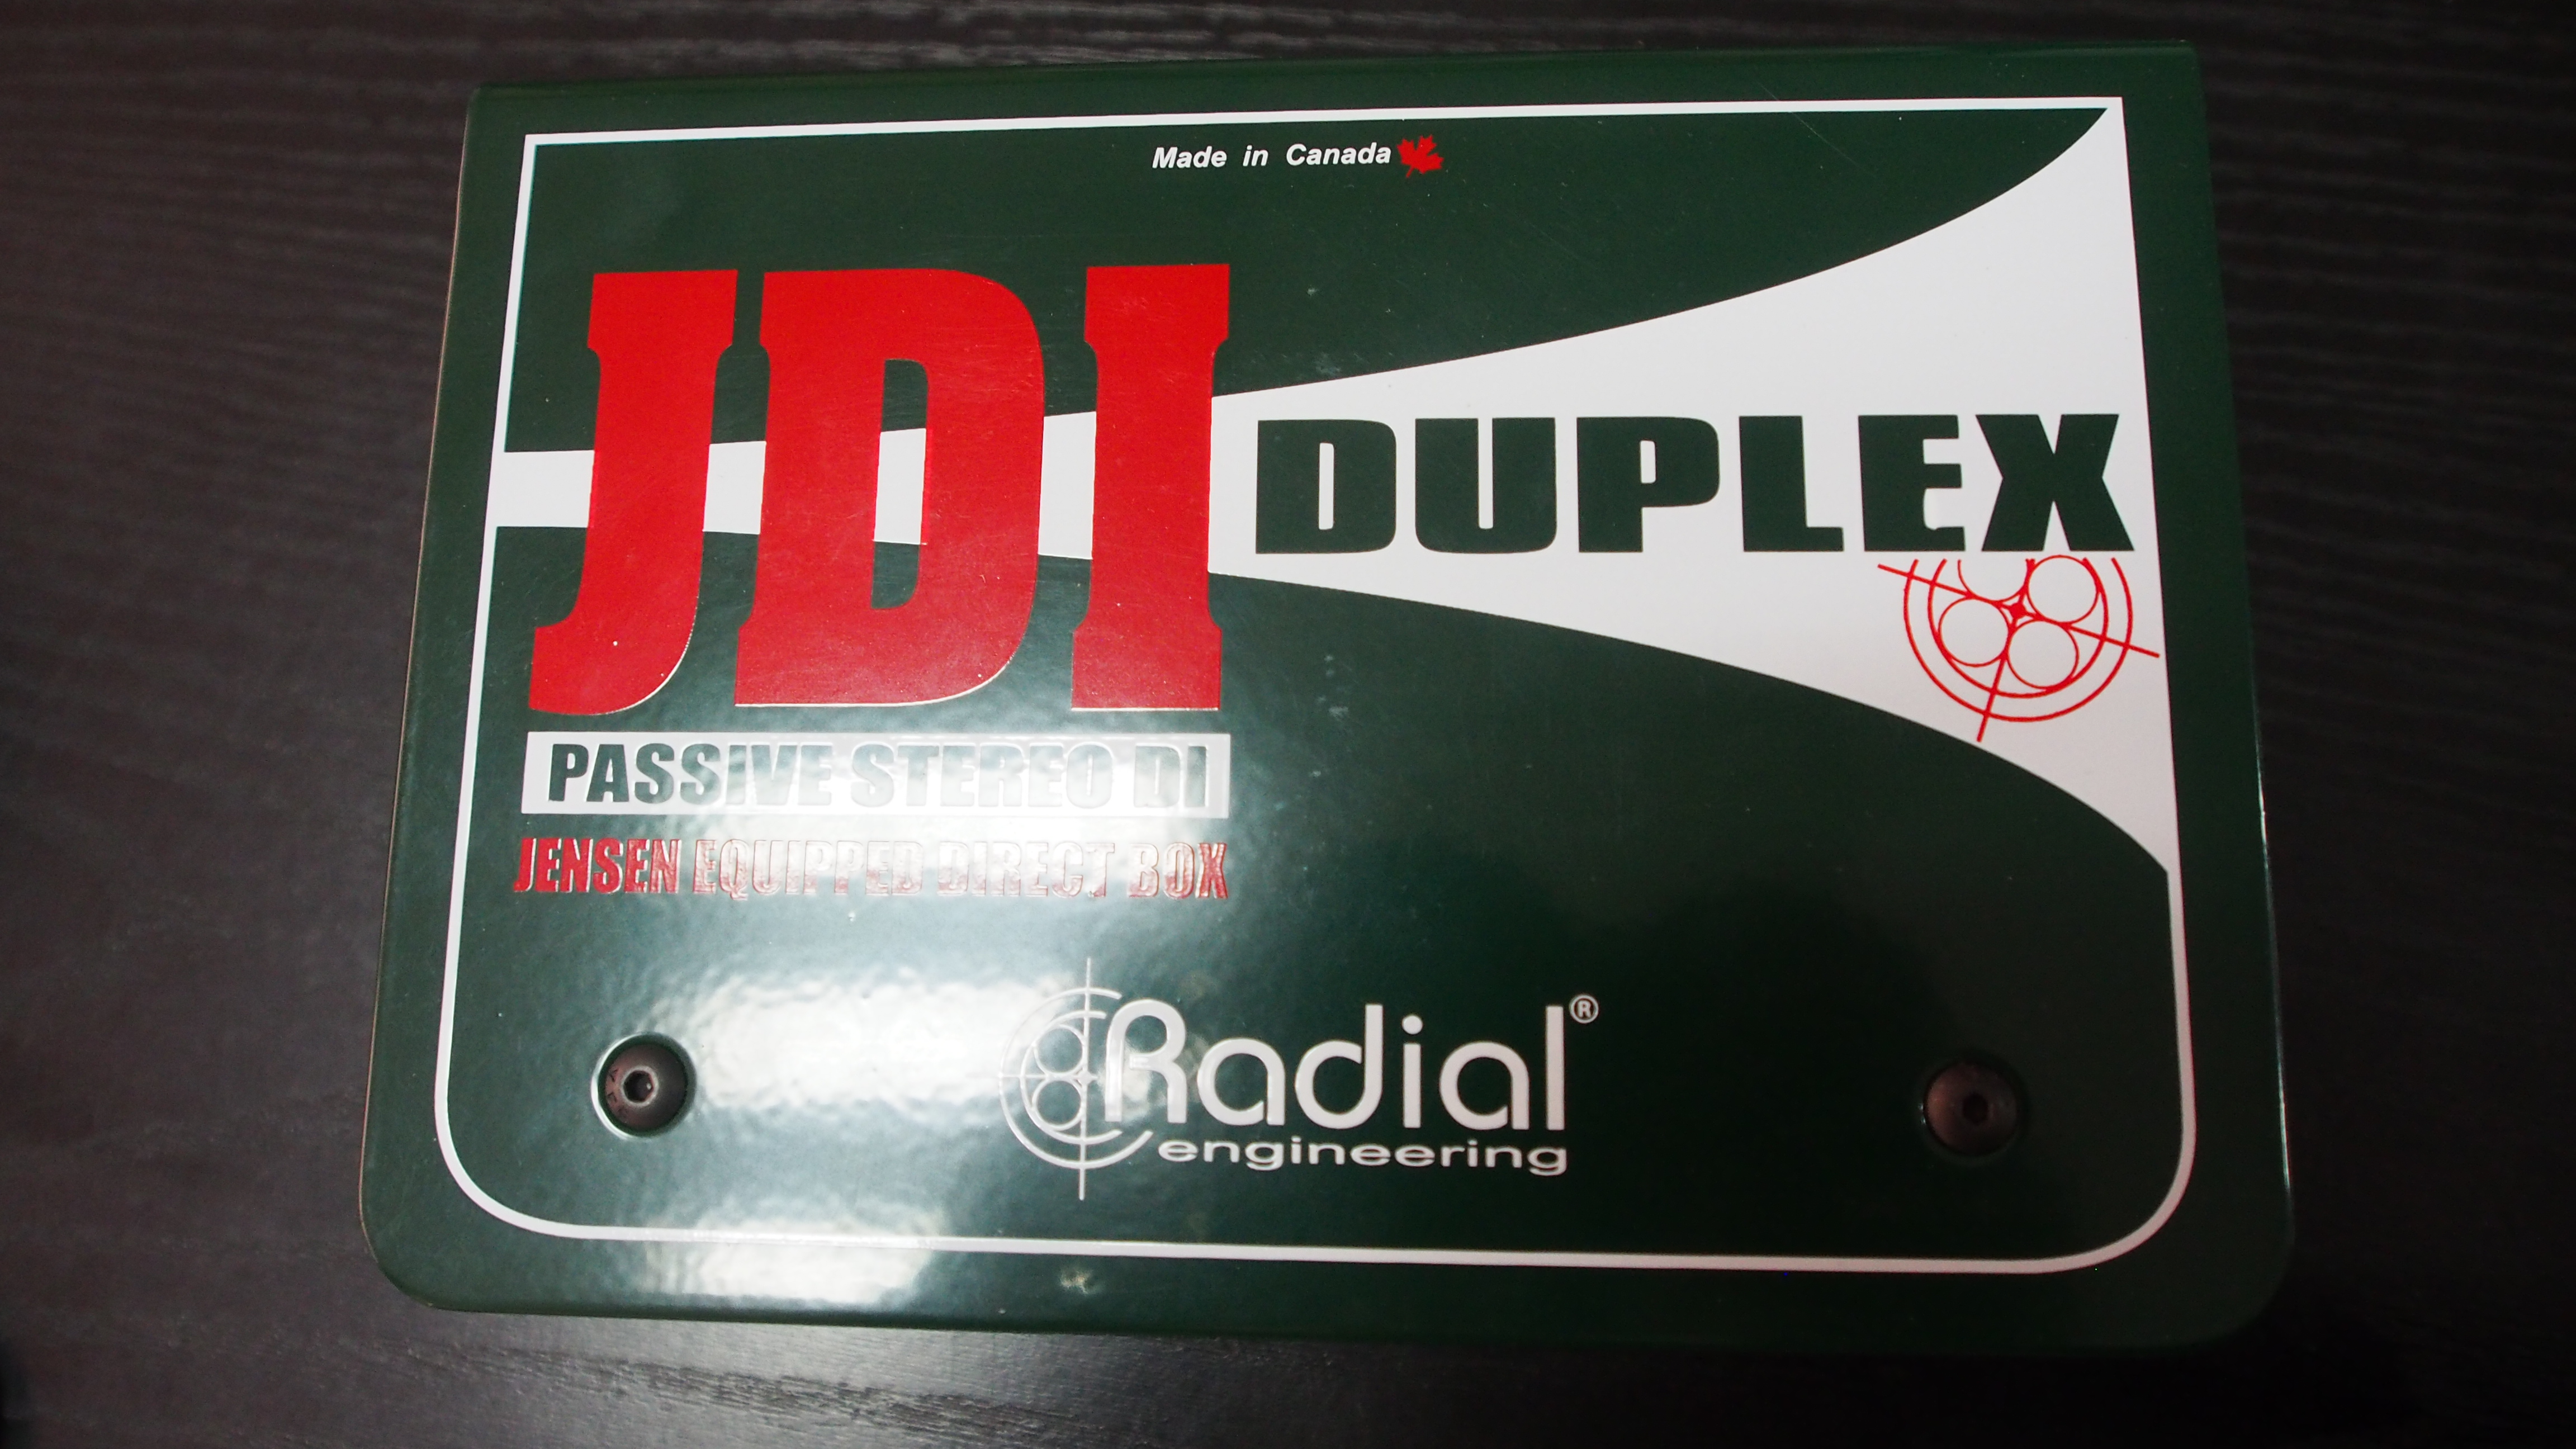 Made in Canada
JDI DUPLEX
PASSIVE STEREO DI
JENSEN EQUIPPED DIRECT BOX
Radial®
engineering